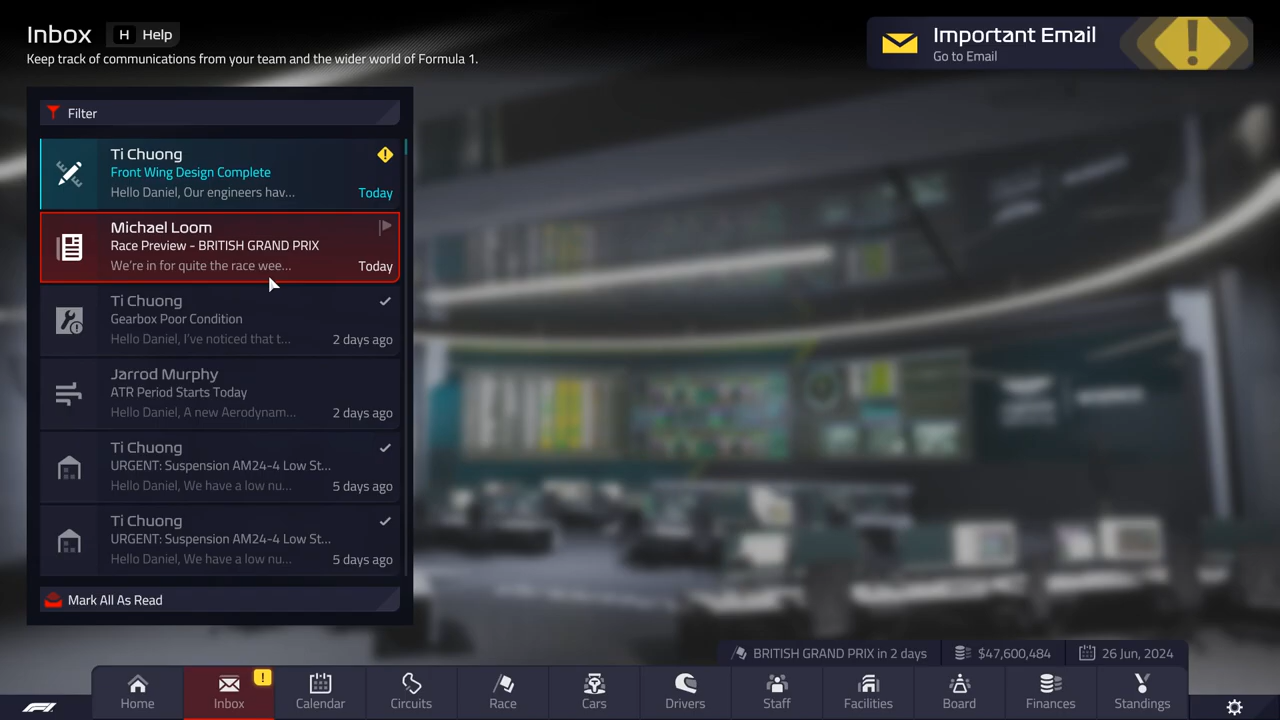 Inbox
H Help
Keep track of communications from your team and the wider world of Formula 1.
Important Email
Go to Email
Filter
Ti Chuong
Front Wing Design Complete
Hello Daniel, Our engineers hav...
Today
Michael Loom
Race Preview - BRITISH GRAND PRIX
We're in for quite the race wee...
Today
Ti Chuong
Gearbox Poor Condition
Hello Daniel, I've noticed that t...
2 days ago
Jarrod Murphy
ATR Period Starts Today
Hello Daniel, A new Aerodynam...
2 days ago
Ti Chuong
URGENT: Suspension AM24-4 Low St...
Hello Daniel, We have a low nu...
5 days ago
Ti Chuong
URGENT: Suspension AM24-4 Low St...
Hello Daniel, We have a low nu...
5 days ago
Mark All As Read
BRITISH GRAND PRIX in 2 days
$47,600,484
26 Jun, 2024
Home
Inbox
Calendar
Circuits
Race
Cars
Drivers
Staff
Facilities
Board
Finances
Standings